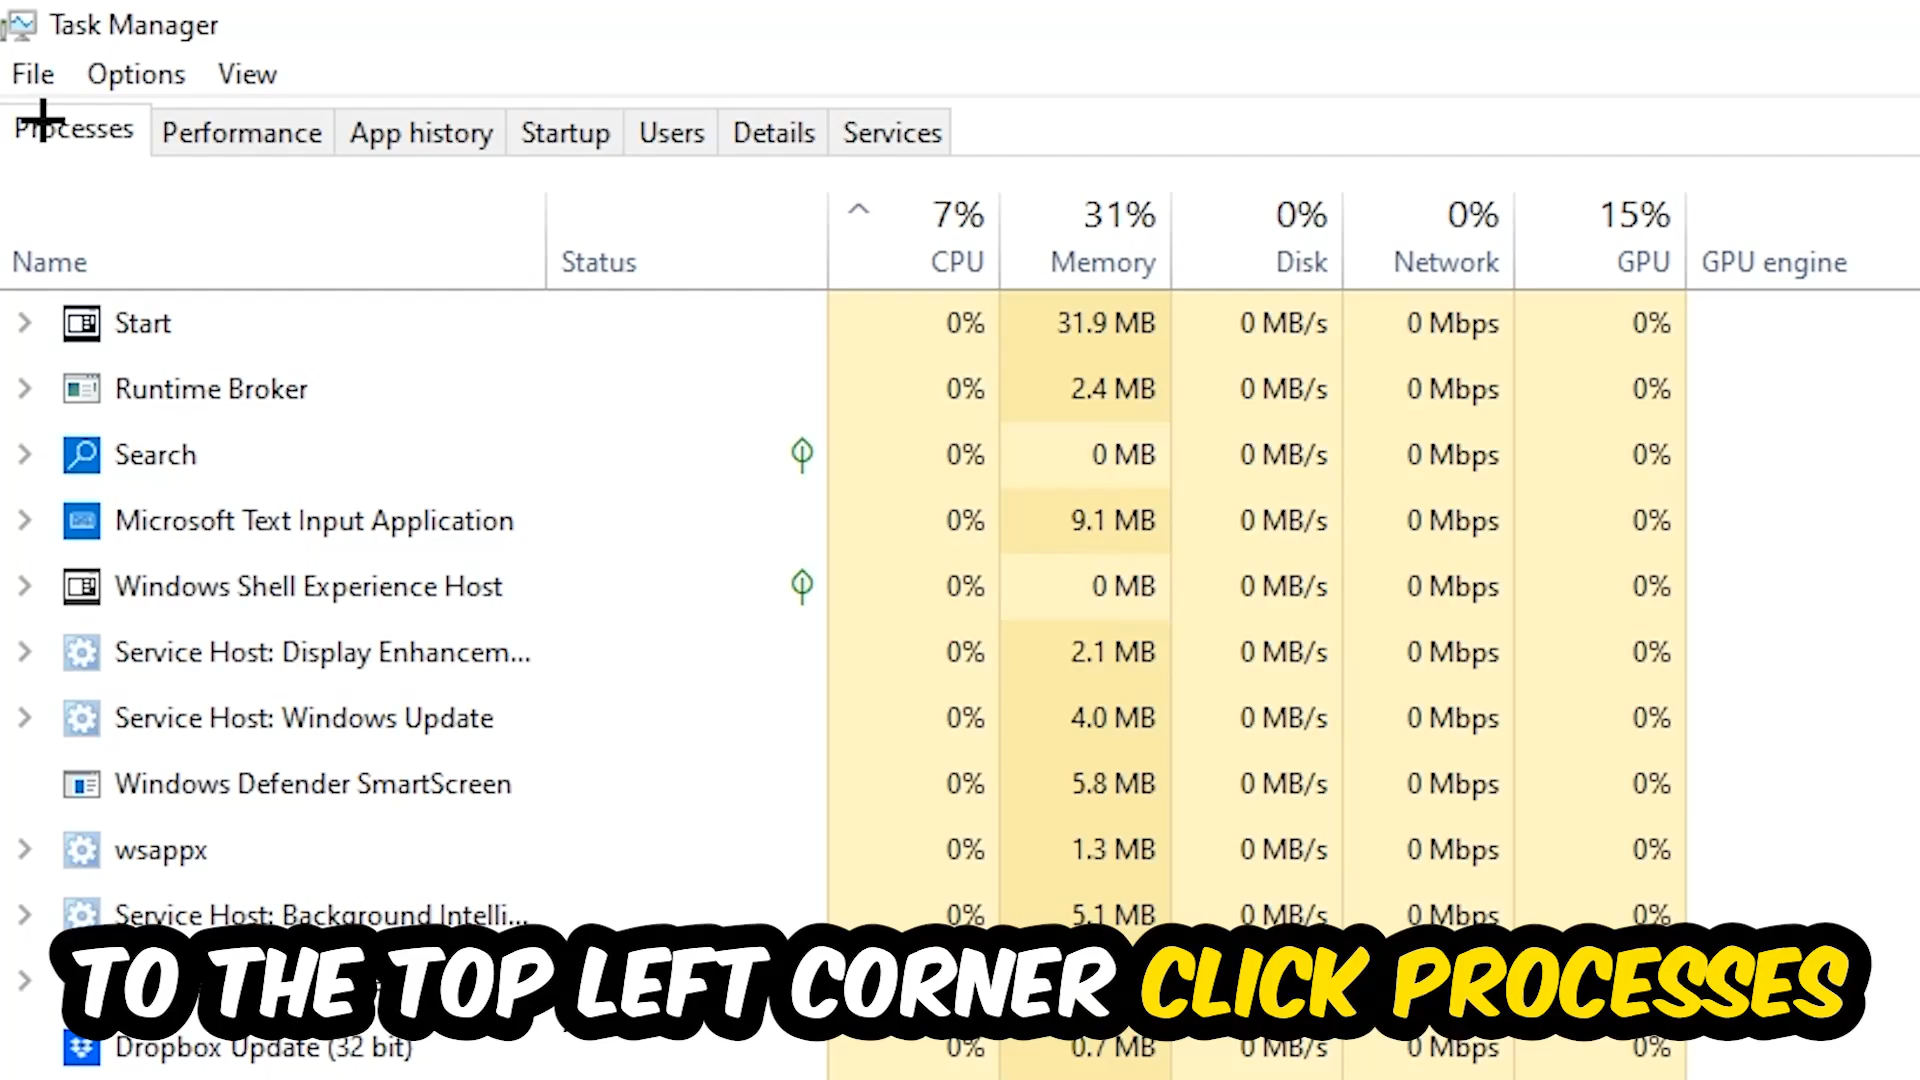 Task Manager
File Options View
Processes Performance App history Startup Users Details Services
7% 31% 0% 0% 15%
Name Status CPU Memory Disk Network GPU GPU engine
Start 0% 31.9 MB 0 MB/s 0 Mbps 0%
Runtime Broker 0% 2.4 MB 0 MB/s 0 Mbps 0%
Search 0% 0 MB 0 MB/s 0 Mbps 0%
Microsoft Text Input Application 0% 9.1 MB 0 MB/s 0 Mbps 0%
Windows Shell Experience Host 0% 0 MB 0 MB/s 0 Mbps 0%
Service Host: Display Enhancem... 0% 2.1 MB 0 MB/s 0 Mbps 0%
Service Host: Windows Update 0% 4.0 MB 0 MB/s 0 Mbps 0%
Windows Defender SmartScreen 0% 5.8 MB 0 MB/s 0 Mbps 0%
wsappx 0% 1.3 MB 0 MB/s 0 Mbps 0%
Service Host: Background Intelli... 0% 5.1 MB 0 MB/s 0 Mbps 0%
TO THE TOP LEFT CORNER CLICK PROCESSES
Dropbox Update (32 bit) 0% 0.7 MB 0 MB/s 0 Mbps 0%